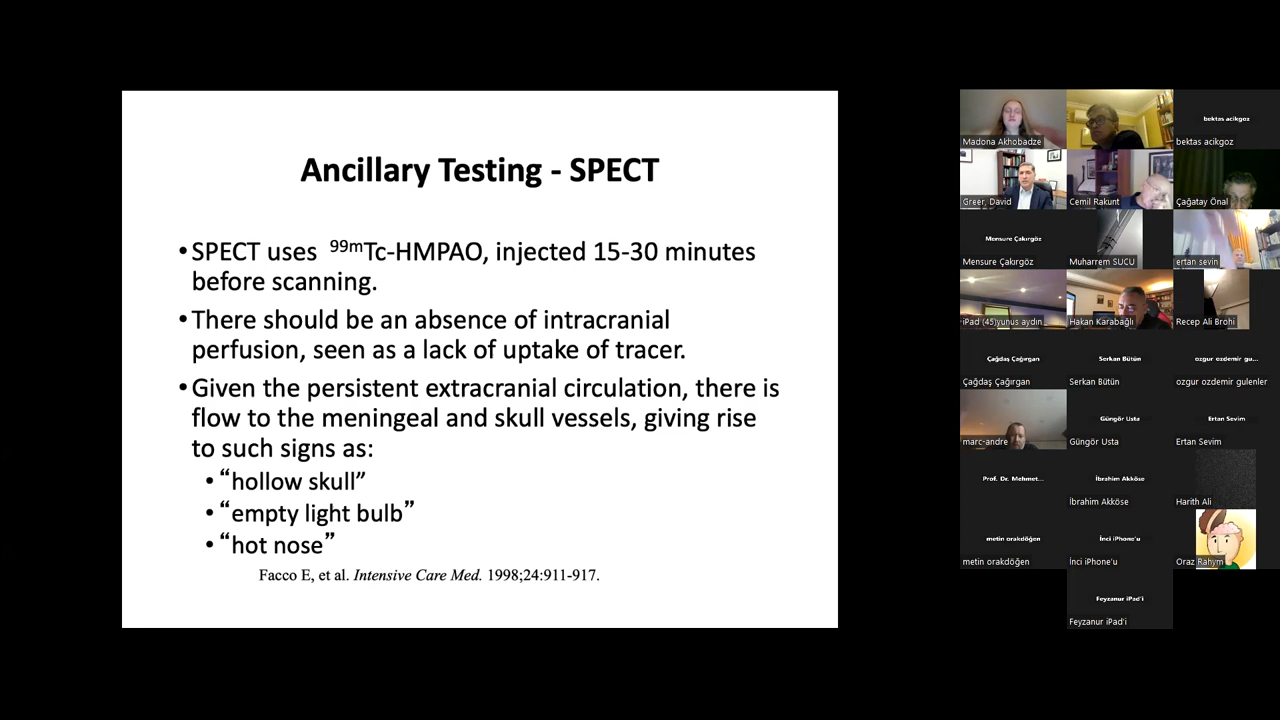 Ancillary Testing - SPECT
•SPECT uses 99mTc-HMPAO, injected 15-30 minutes
before scanning.
•There should be an absence of intracranial
perfusion, seen as a lack of uptake of tracer.
•Given the persistent extracranial circulation, there is
flow to the meningeal and skull vessels, giving rise
to such signs as:
•“hollow skull”
•“empty light bulb”
•“hot nose”
Facco E, et al. Intensive Care Med. 1998;24:911-917.
Madona Akhobadze
bektas acikgoz
bektas acikgoz
Greer, David
Cemil Rakunt
Çağatay Önal
Mensure Çakırgöz
Mensure Çakırgöz
Muharrem SUCU
ertan sevin
iPad (45)yunus aydın
Hakan Karabağlı
Recep Ali Brohi
Çağdaş Çağırgan
Çağdaş Çağırgan
Serkan Bütün
Serkan Bütün
ozgur ozdemir gu...
ozgur ozdemir gulenler
marc-andre
Güngör Usta
Güngör Usta
Ertan Sevim
Ertan Sevim
Prof. Dr. Mehmet...
İbrahim Akköse
İbrahim Akköse
Harith Ali
metin orakdöğen
metin orakdöğen
İnci iPhone'u
İnci iPhone'u
Oraz Rahym
Feyzanur iPad'i
Feyzanur iPad'i